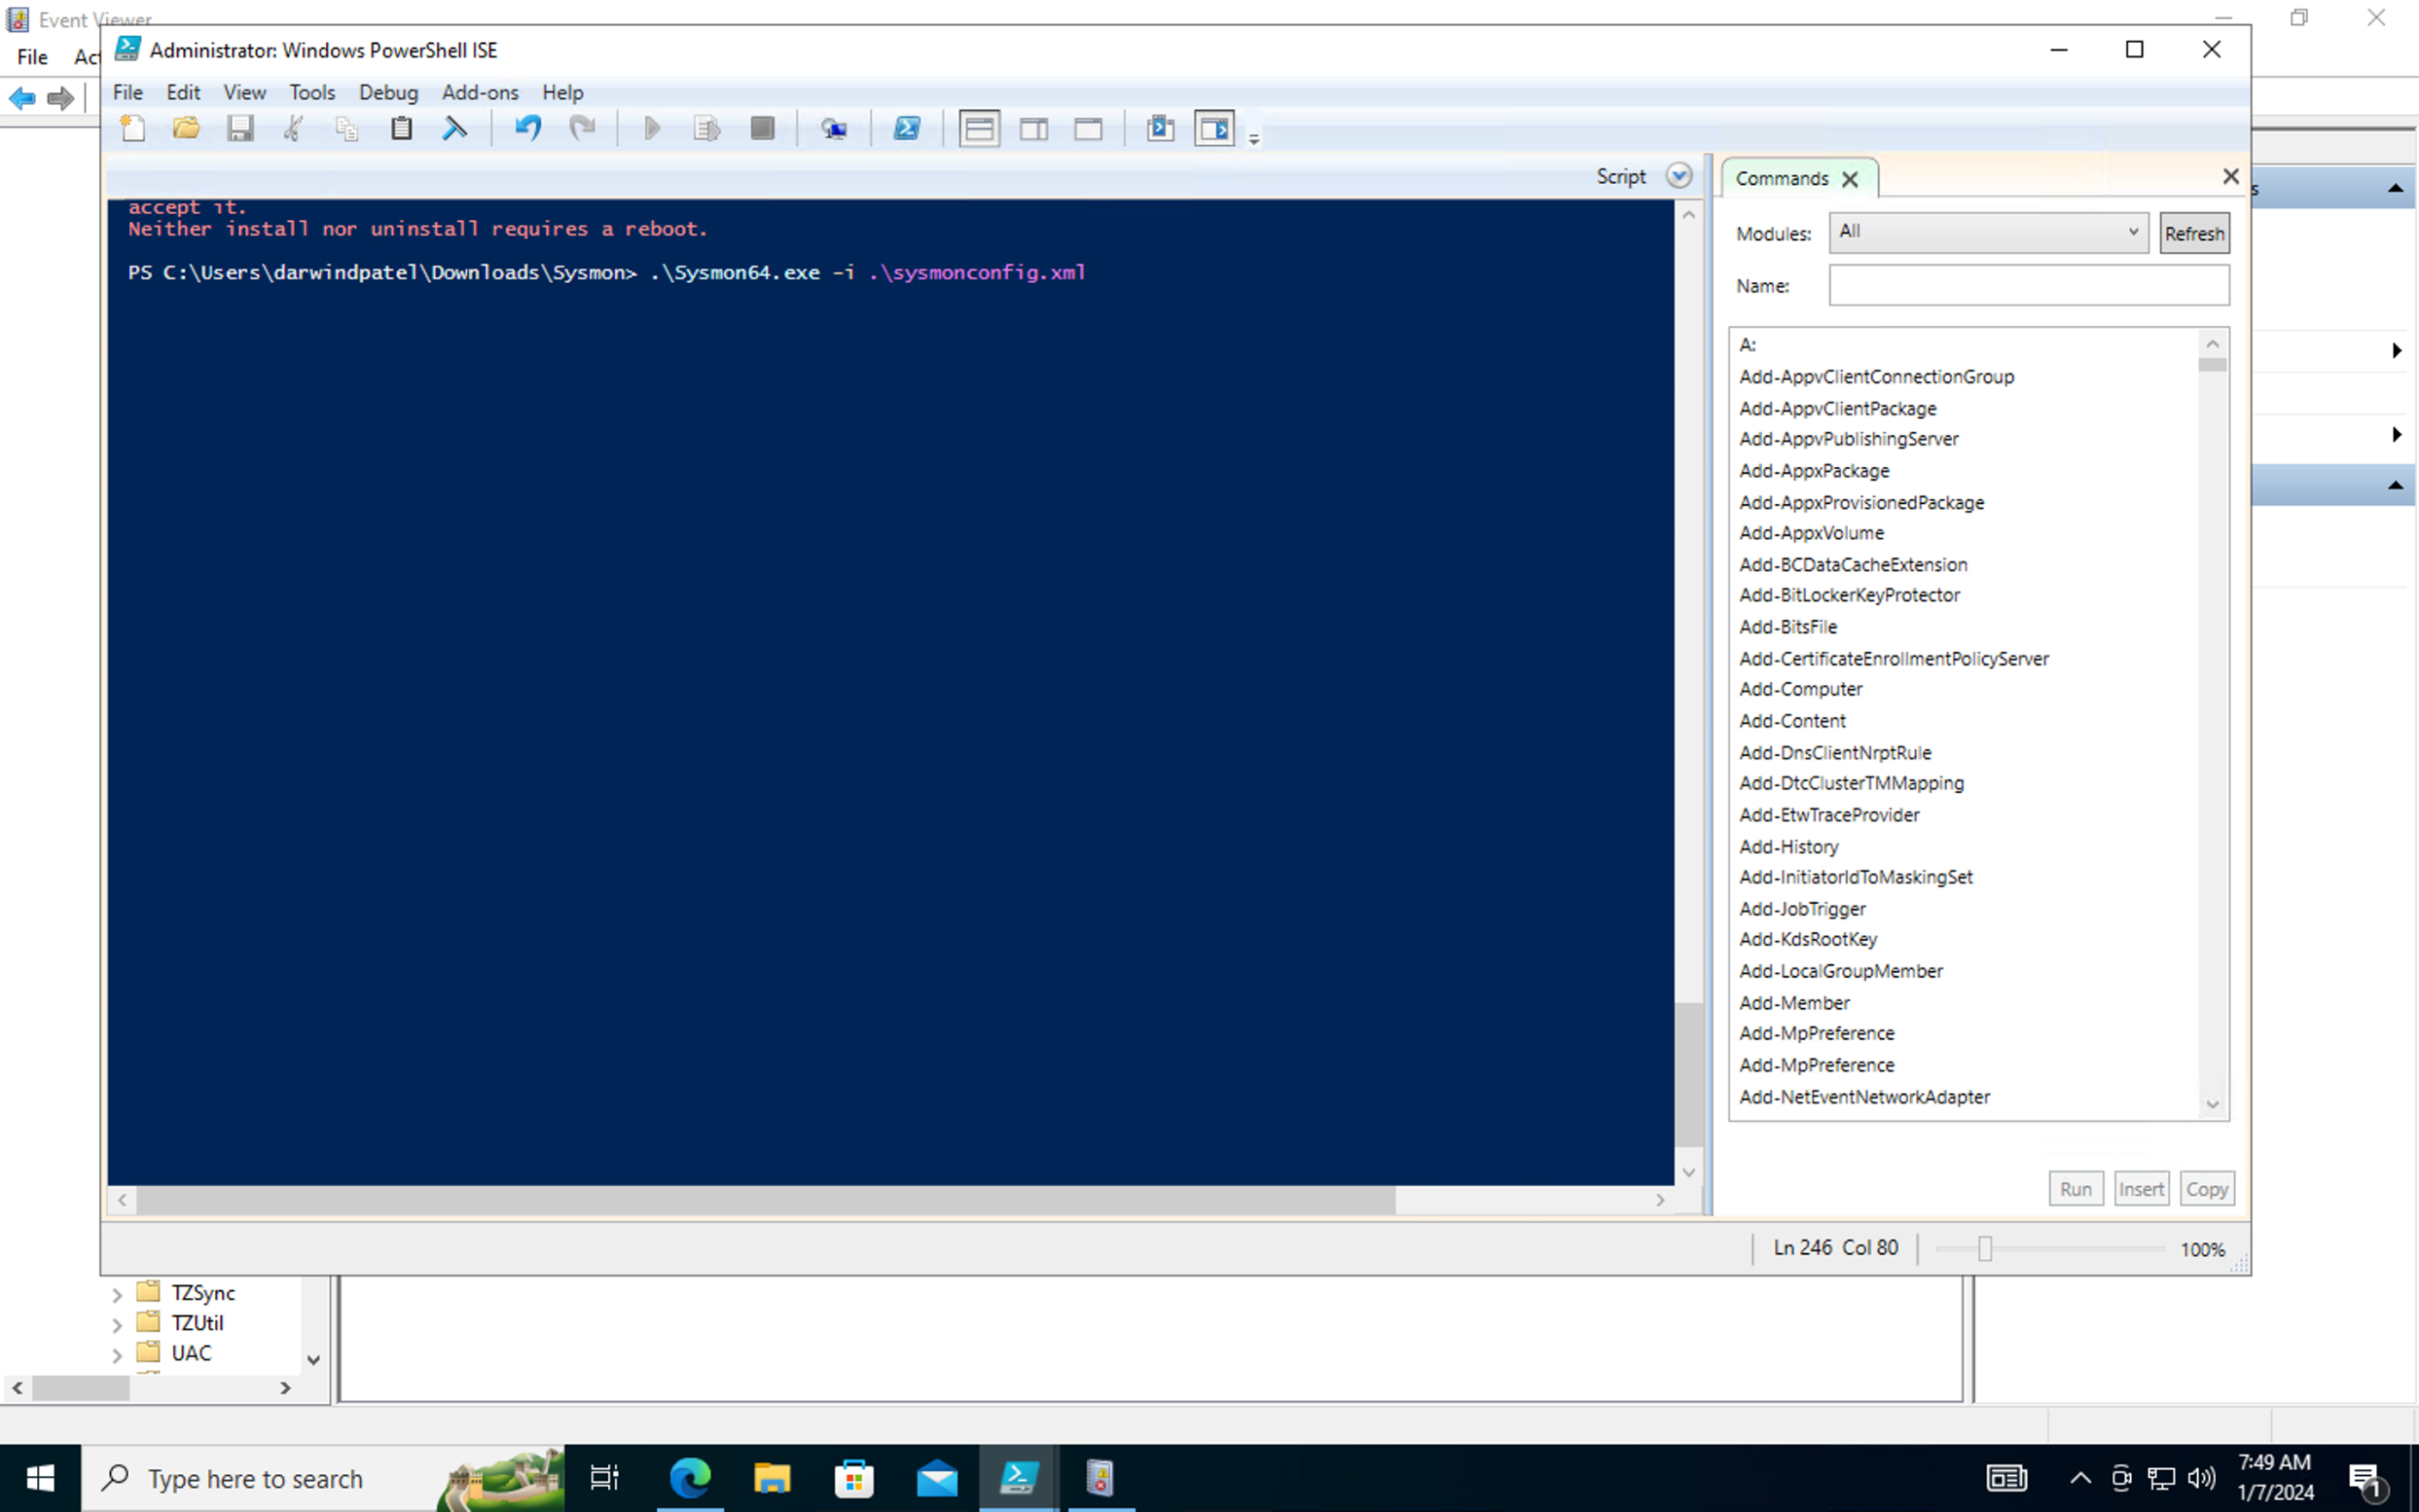 Event Viewer
File Act
Administrator: Windows PowerShell ISE
File Edit View Tools Debug Add-ons Help
Script
Commands
s
accept it.
Neither install nor uninstall requires a reboot.
PS C:\Users\darwindpatel\Downloads\Sysmon> .\Sysmon64.exe -i .\sysmonconfig.xml
Modules: All Refresh
Name:
A:
Add-AppvClientConnectionGroup
Add-AppvClientPackage
Add-AppvPublishingServer
Add-AppxPackage
Add-AppxProvisionedPackage
Add-AppxVolume
Add-BCDataCacheExtension
Add-BitLockerKeyProtector
Add-BitsFile
Add-CertificateEnrollmentPolicyServer
Add-Computer
Add-Content
Add-DnsClientNrptRule
Add-DtcClusterTMMapping
Add-EtwTraceProvider
Add-History
Add-InitiatorIdToMaskingSet
Add-JobTrigger
Add-KdsRootKey
Add-LocalGroupMember
Add-Member
Add-MpPreference
Add-MpPreference
Add-NetEventNetworkAdapter
Run Insert Copy
Ln 246 Col 80 100%
TZSync
TZUtil
UAC
Type here to search
7:49 AM
1/7/2024
1